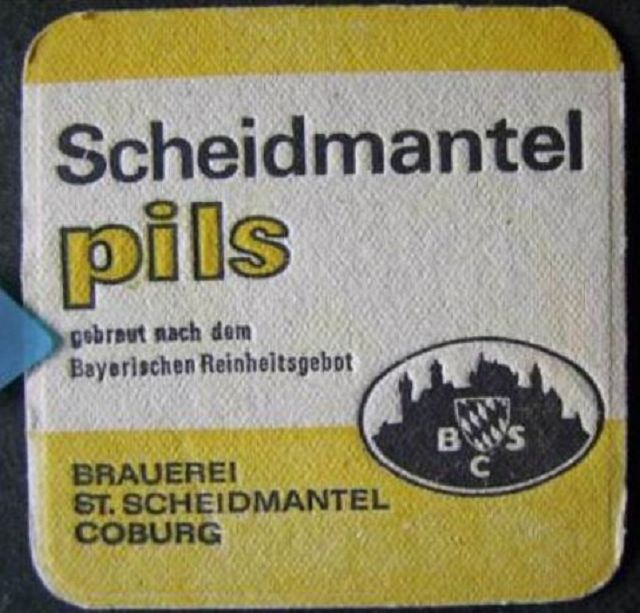 Scheidmantel
pils
gebraut nach dem
Bayerischen Reinheitsgebot
B S
C
BRAUEREI
ST. SCHEIDMANTEL
COBURG